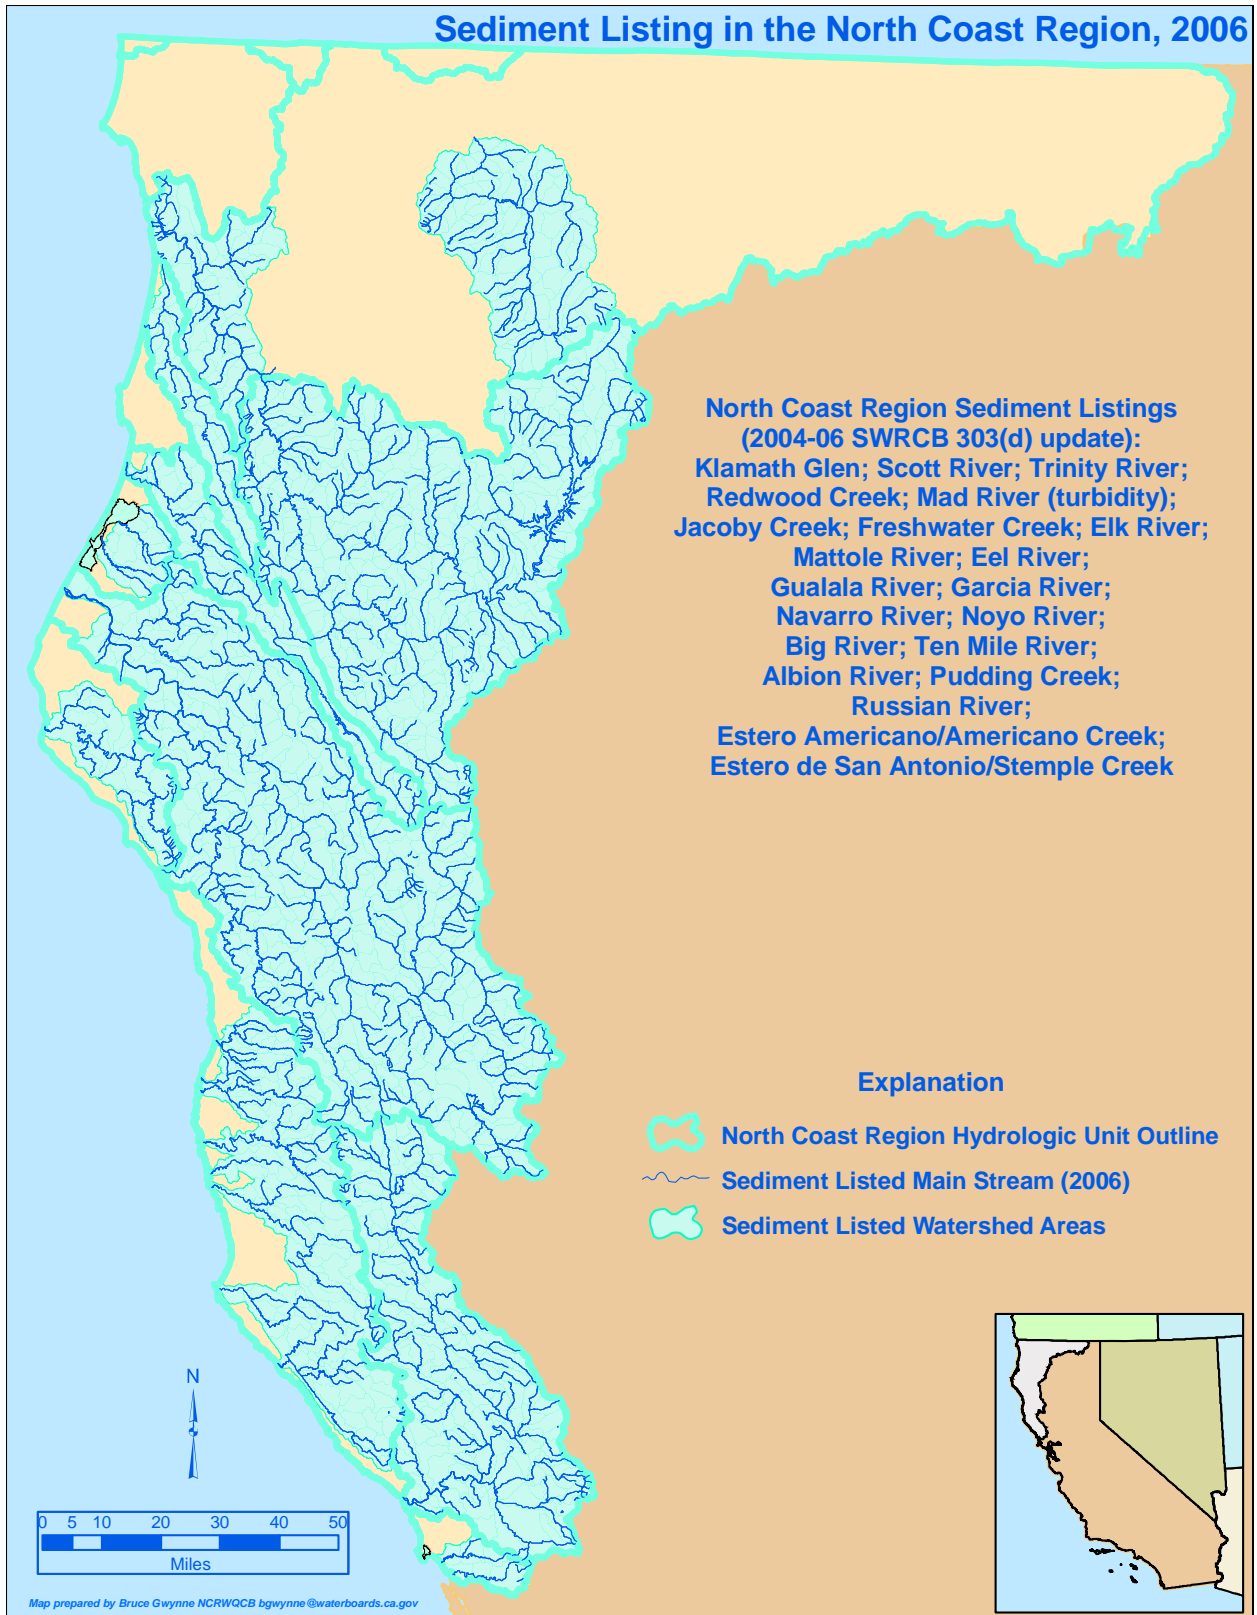 Sediment Listing in the North Coast Region, 2006
North Coast Region Sediment Listings
(2004-06 SWRCB 303(d) update):
Klamath Glen; Scott River; Trinity River;
Redwood Creek; Mad River (turbidity);
Jacoby Creek; Freshwater Creek; Elk River;
Mattole River; Eel River;
Gualala River; Garcia River;
Navarro River; Noyo River;
Big River; Ten Mile River;
Albion River; Pudding Creek;
Russian River;
Estero Americano/Americano Creek;
Estero de San Antonio/Stemple Creek
Explanation
North Coast Region Hydrologic Unit Outline
Sediment Listed Main Stream (2006)
Sediment Listed Watershed Areas
N
0 5 10 20 30 40 50
Miles
Map prepared by Bruce Gwynne NCRWQCB bgwynne@waterboards.ca.gov